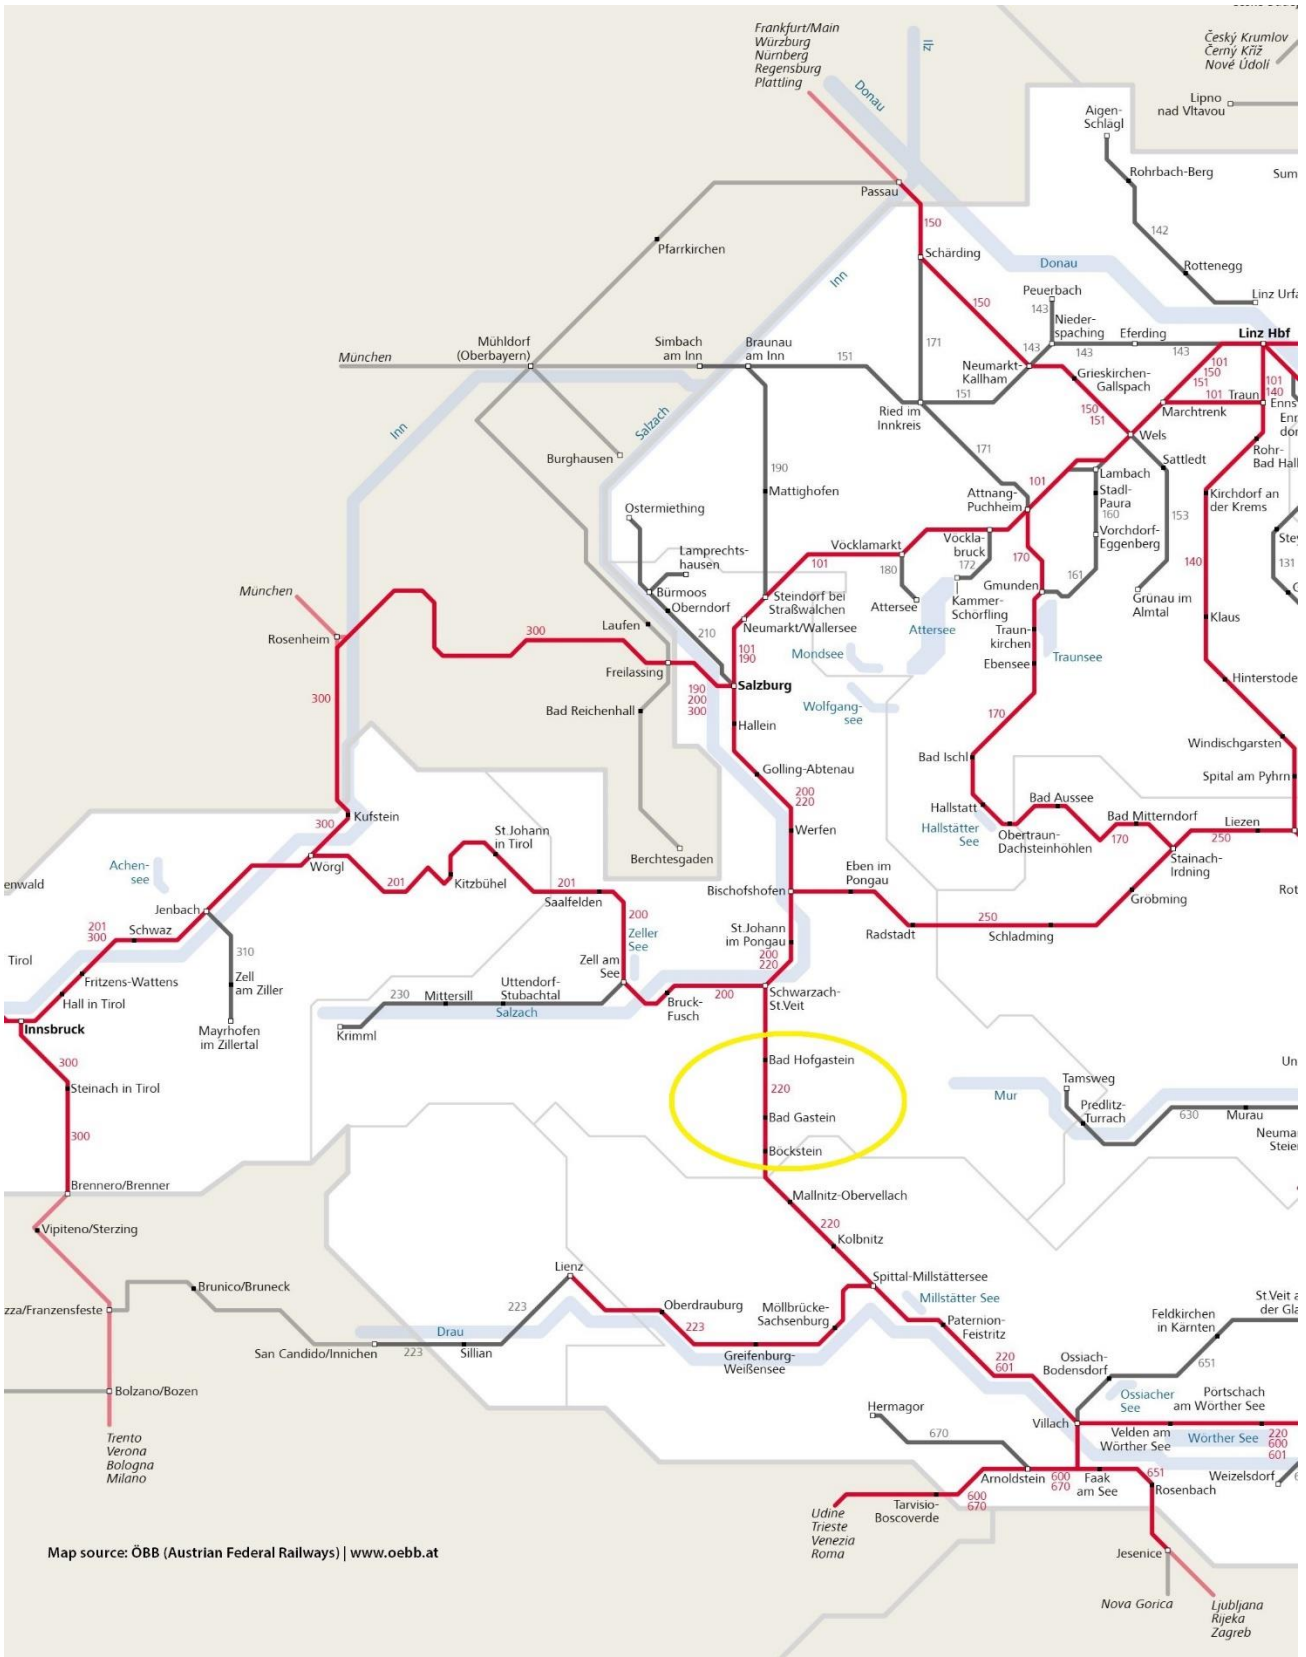 Frankfurt/Main
Würzburg
Nürnberg
Regensburg
Plattling
Ilz
Donau
Český Krumlov
Černý Kříž
Nové Údolí
Lipno
nad Vltavou
Aigen-
Schlägl
Rohrbach-Berg
Sum
142
Passau
150
Pfarrkirchen
Schärding
Inn
Donau
Rottenegg
Linz Urfa
150
Peuerbach
143
Nieder-
spaching
Eferding
Linz Hbf
München
Mühldorf
(Oberbayern)
Simbach
am Inn
Braunau
am Inn
151
171
143
143
143
Neumarkt-
Kallham
Grieskirchen-
Gallspach
101
150
151
101
140
101
Traun
Enns
Marchtrenk
Ried im
Innkreis
151
150
151
Inn
Salzach
Wels
Burghausen
190
171
Sattledt
Rohr-
Bad Hall
Lambach
Mattighofen
Attnang-
Puchheim
101
Stadl-
Paura
160
153
Kirchdorf an
der Krems
Ostermiething
Vorchdorf-
Eggenberg
Lamprechts-
hausen
Vöcklamarkt
Vöckla-
bruck
172
170
140
131
101
180
Gmunden
161
Grünau im
Almtal
Bürmoos
Oberndorf
Steindorf bei
Straßwalchen
Attersee
Kammer-
Schörfling
München
Rosenheim
Laufen
210
Neumarkt/Wallersee
Attersee
Traun-
kirchen
Klaus
300
101
190
Mondsee
Ebensee
Traunsee
Freilassing
Salzburg
Hinterstode
300
190
200
300
Wolfgang-
see
Bad Reichenhall
Hallein
170
Windischgarsten
Bad Ischl
Golling-Abtenau
Spital am Pyhrn
200
220
Hallstatt
Bad Aussee
Kufstein
Hallstätter
See
Bad Mitterndorf
Liezen
300
St.Johann
in Tirol
Werfen
Obertraun-
Dachsteinhöhlen
170
250
Berchtesgaden
Stainach-
Irdning
Achen-
see
Wörgl
Eben im
Pongau
enwald
201
Kitzbühel
201
Bischofshofen
Rot
Saalfelden
Gröbming
Jenbach
200
250
201
300
Schwaz
St.Johann
im Pongau
Radstadt
Schladming
310
Zeller
See
200
220
Tirol
Zell am
See
Fritzens-Wattens
Zell
am Ziller
Uttendorf-
Stubachtal
Hall in Tirol
230
Mittersill
Bruck-
Fusch
200
Schwarzach-
St.Veit
Salzach
Innsbruck
Mayrhofen
im Zillertal
Krimml
300
Bad Hofgastein
Un
Steinach in Tirol
220
Mur
Tamsweg
Predlitz-
Turrach
630
Murau
Bad Gastein
Neumar
Steier
300
Böckstein
Brennero/Brenner
Mallnitz-Obervellach
Vipiteno/Sterzing
220
Kolbnitz
Lienz
Spittal-Millstättersee
Brunico/Bruneck
Millstätter See
zza/Franzensfeste
223
Oberdrauburg
Möllbrücke-
Sachsenburg
Feldkirchen
in Kärnten
St.Veit a
der Gla
Drau
223
Paternion-
Feistritz
San Candido/Innichen
223
Sillian
Greifenburg-
Weißensee
220
601
Ossiach-
Bodensdorf
651
Bolzano/Bozen
Ossiacher
See
Pörtschach
am Wörther See
Hermagor
Villach
Trento
Verona
Bologna
Milano
670
Velden am
Wörther See
Wörther See
220
600
601
Arnoldstein
600
670
Faak
am See
651
Weizelsdorf
Rosenbach
600
670
Tarvisio-
Boscoverde
Udine
Trieste
Venezia
Roma
Map source: ÖBB (Austrian Federal Railways) | www.oebb.at
Jesenice
Nova Gorica
Ljubljana
Rijeka
Zagreb